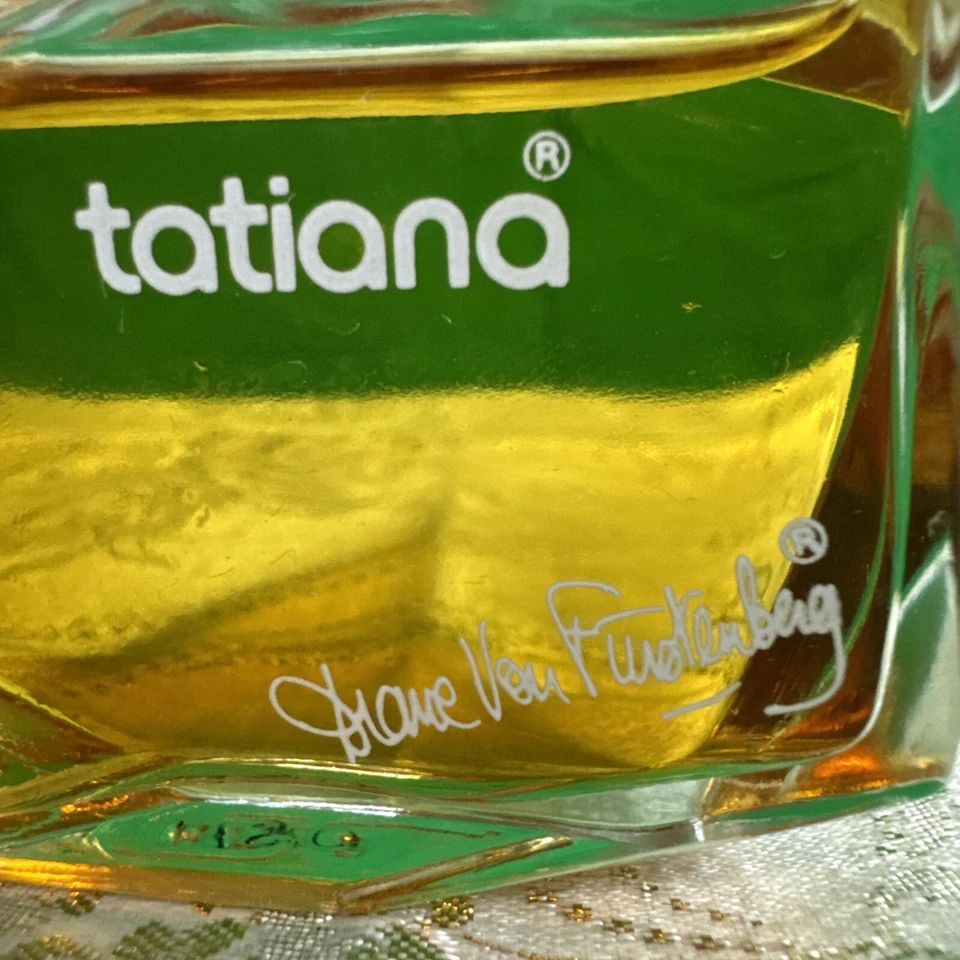 tatiana®
Diane Von Furstenberg®